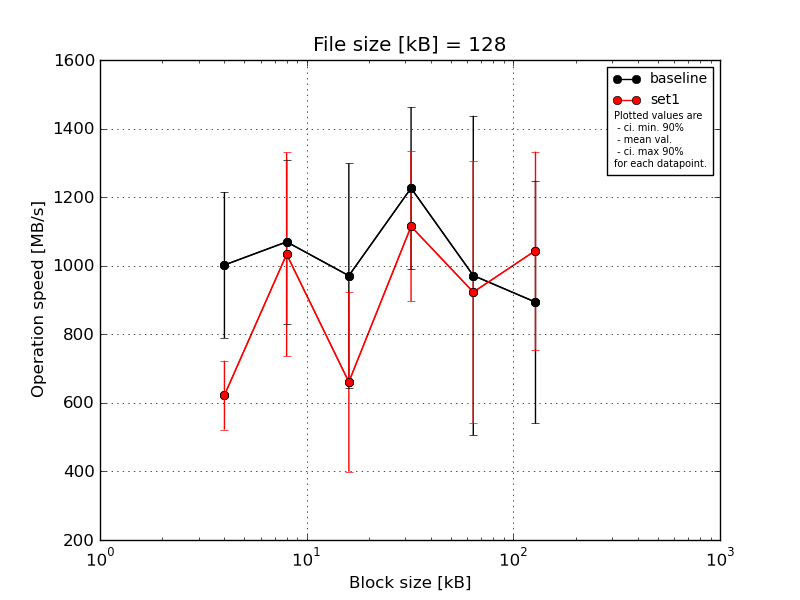 File size [kB] = 128
1600
1400
1200
1000
800
600
400
200
Operation speed [MB/s]
baseline
set1
Plotted values are
- ci. min. 90%
- mean val.
- ci. max 90%
for each datapoint.
10^0 10^1 10^2 10^3
Block size [kB]